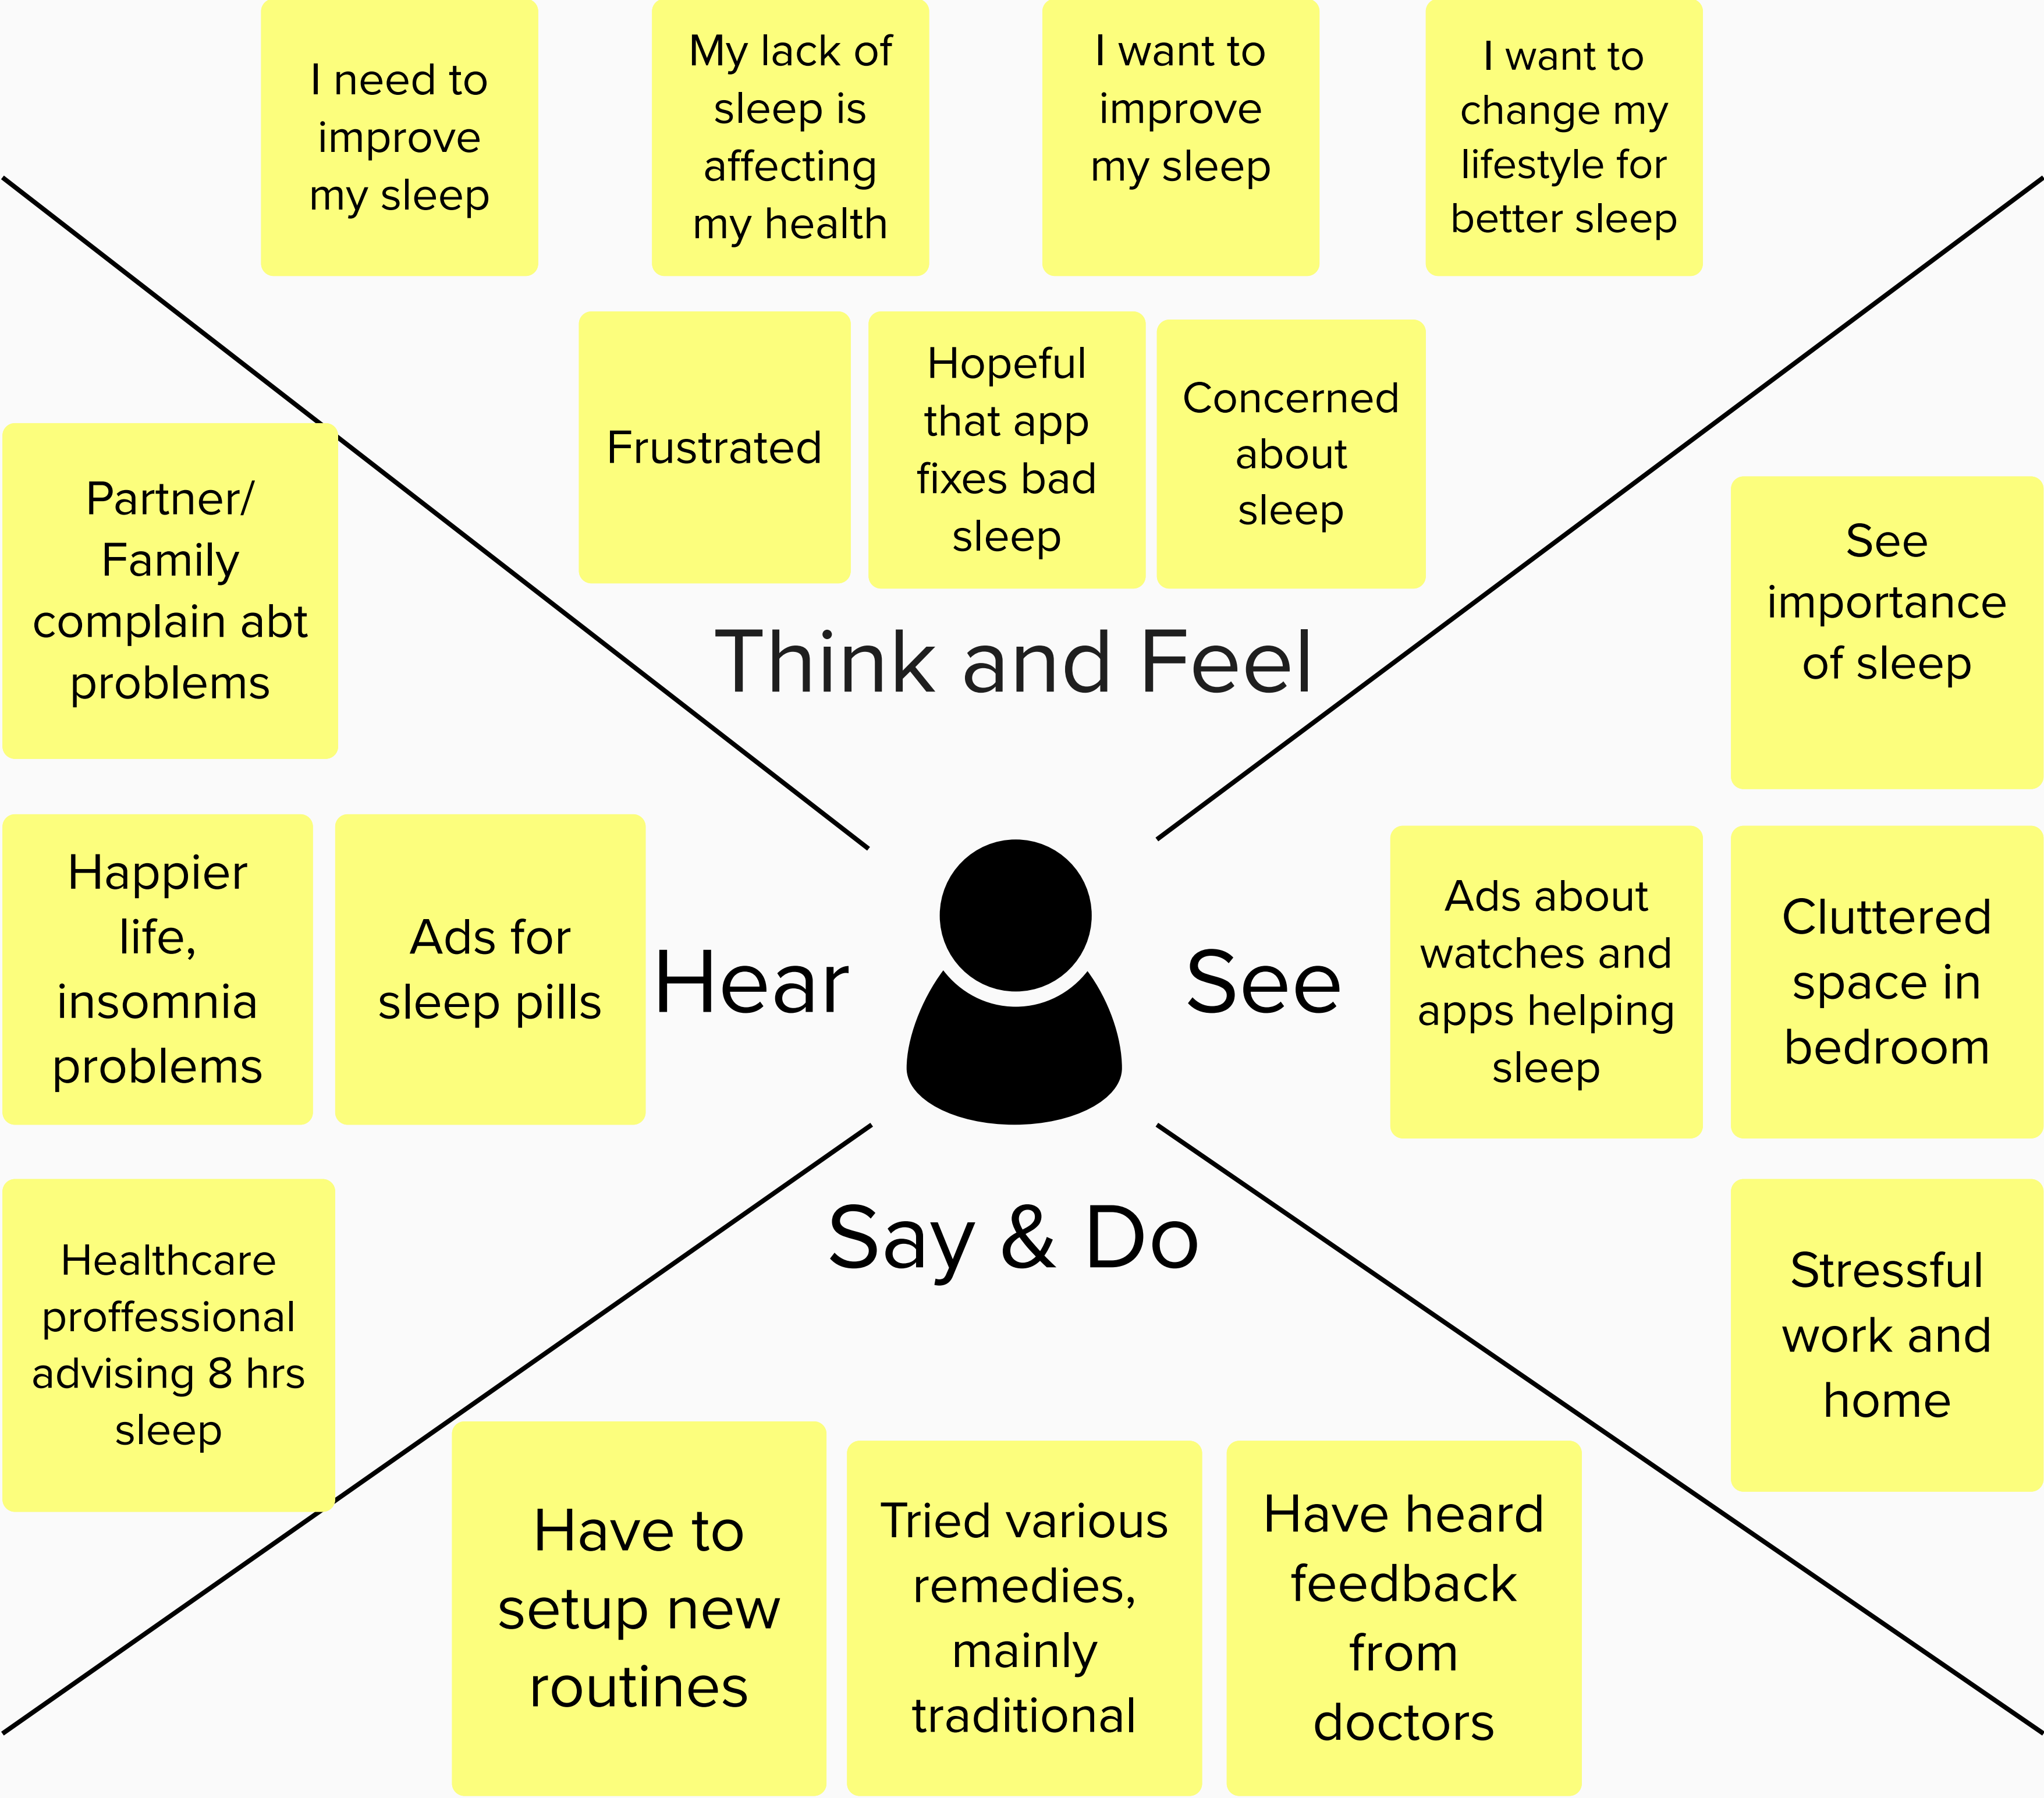 I need to
improve
my sleep
My lack of
sleep is
affecting
my health
I want to
improve
my sleep
I want to
change my
lifestyle for
better sleep
Frustrated
Hopeful
that app
fixes bad
sleep
Concerned
about
sleep
Think and Feel
Partner/
Family
complain abt
problems
Happier
life,
insomnia
problems
Ads for
sleep pills
Hear
Healthcare
proffessional
advising 8 hrs
sleep
See
See
importance
of sleep
Ads about
watches and
apps helping
sleep
Cluttered
space in
bedroom
Stressful
work and
home
Say & Do
Have to
setup new
routines
Tried various
remedies,
mainly
traditional
Have heard
feedback
from
doctors